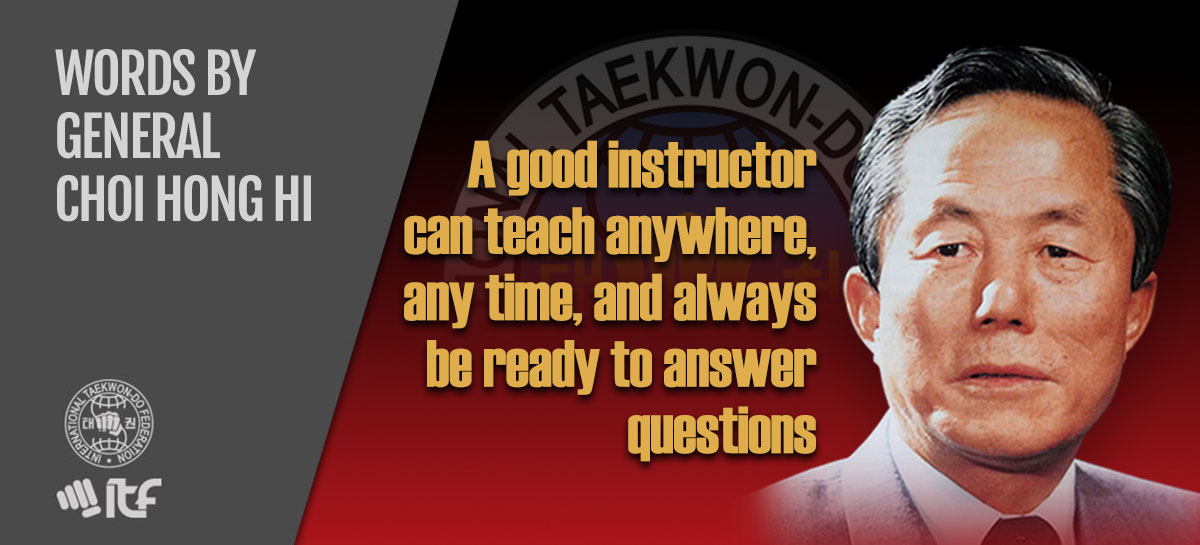 WORDS BY
GENERAL
CHOI HONG HI
A good instructor
can teach anywhere,
any time, and always
be ready to answer
questions
INTERNATIONAL TAEKWON-DO FEDERATION
태권
itf
NAL TAEKWON-DO